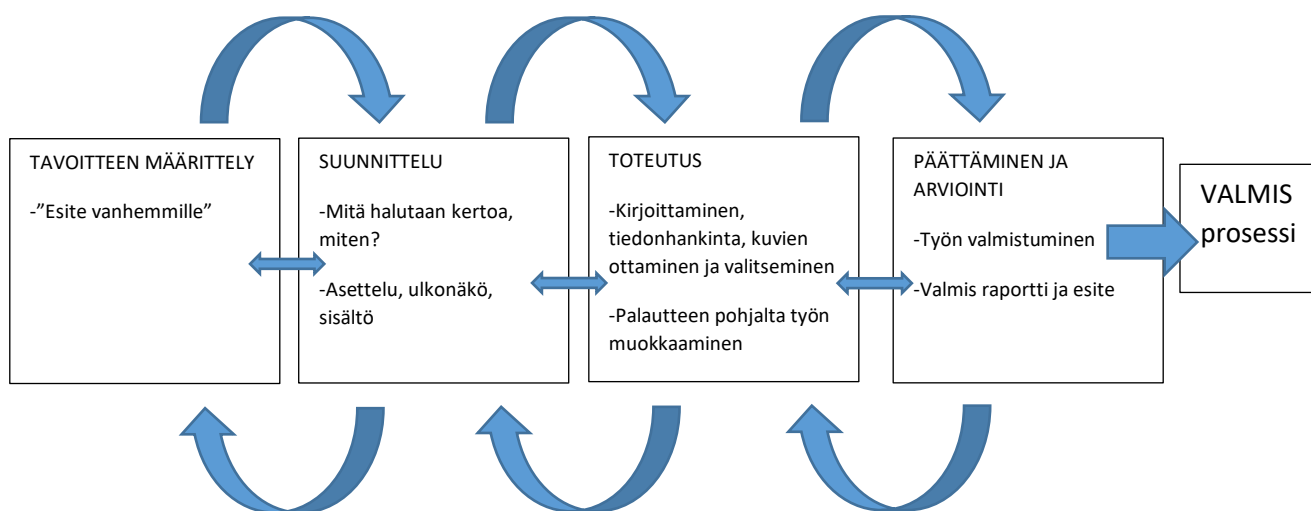 TAVOITTEEN MÄÄRITTELY
-”Esite vanhemmille”
SUUNNITTELU
-Mitä halutaan kertoa,
miten?
-Asettelu, ulkonäkö,
sisältö
TOTEUTUS
-Kirjoittaminen,
tiedonhankinta, kuvien
ottaminen ja valitseminen
-Palautteen pohjalta työn
muokkaaminen
PÄÄTTÄMINEN JA
ARVIOINTI
-Työn valmistuminen
-Valmis raportti ja esite
VALMIS
prosessi